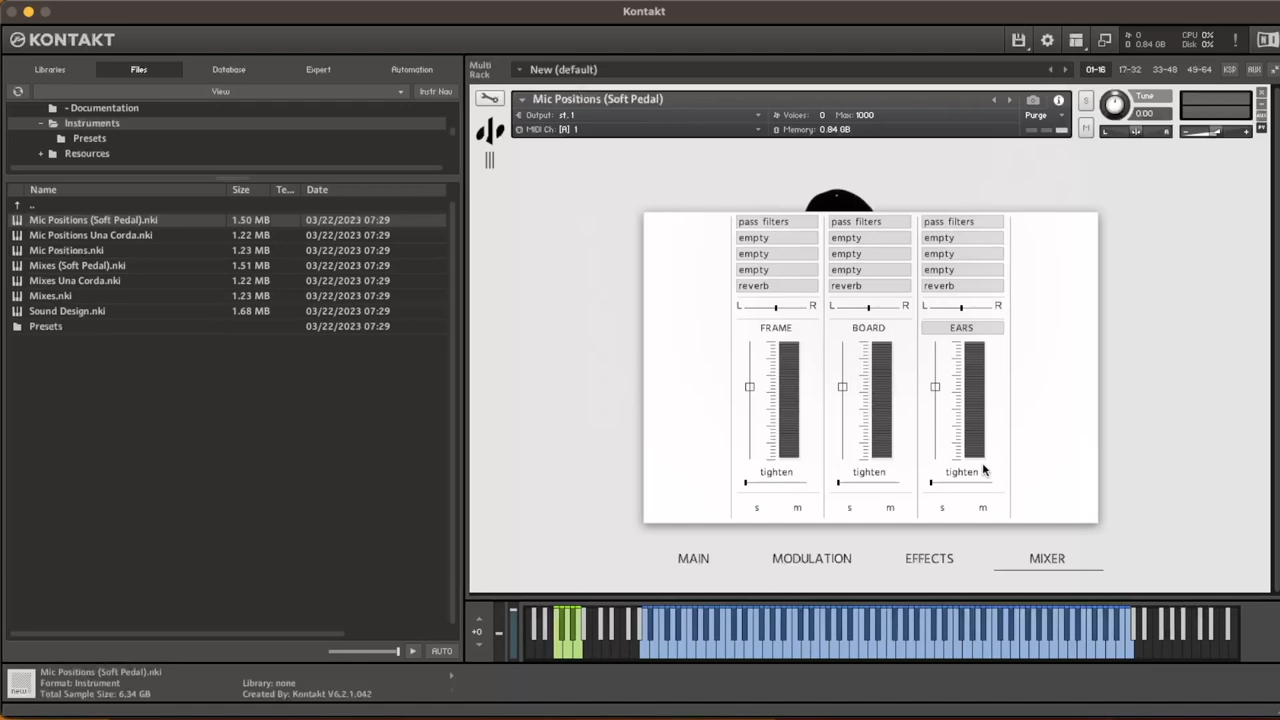 Kontakt
KONTAKT
0
0.84 GB
CPU 0%
Disk 0%
!
Libraries
Files
Database
Expert
Automation
Multi
Rack
New (default)
01-16
17-32
33-48
49-64
KSP
AUX
View
Instr Nav
- Documentation
Instruments
Presets
Resources
Mic Positions (Soft Pedal)
Output: st. 1
Voices: 0 Max: 1000
Purge
MIDI Ch: [A] 1
Memory: 0.84 GB
S
M
Tune
0.00
L R
Name Size Te... Date
..
Mic Positions (Soft Pedal).nki 1.50 MB 03/22/2023 07:29
Mic Positions Una Corda.nki 1.22 MB 03/22/2023 07:29
Mic Positions.nki 1.23 MB 03/22/2023 07:29
Mixes (Soft Pedal).nki 1.51 MB 03/22/2023 07:29
Mixes Una Corda.nki 1.22 MB 03/22/2023 07:29
Mixes.nki 1.23 MB 03/22/2023 07:29
Sound Design.nki 1.68 MB 03/22/2023 07:29
Presets 03/22/2023 07:29
pass filters pass filters pass filters
empty empty empty
empty empty empty
empty empty empty
reverb reverb reverb
L R L R L R
FRAME BOARD EARS
tighten tighten tighten
s m s m s m
MAIN MODULATION EFFECTS MIXER
+0
AUTO
new
Mic Positions (Soft Pedal).nki
Format: Instrument
Total Sample Size: 6,34 GB
Library: none
Created By: Kontakt V6.2.1.042